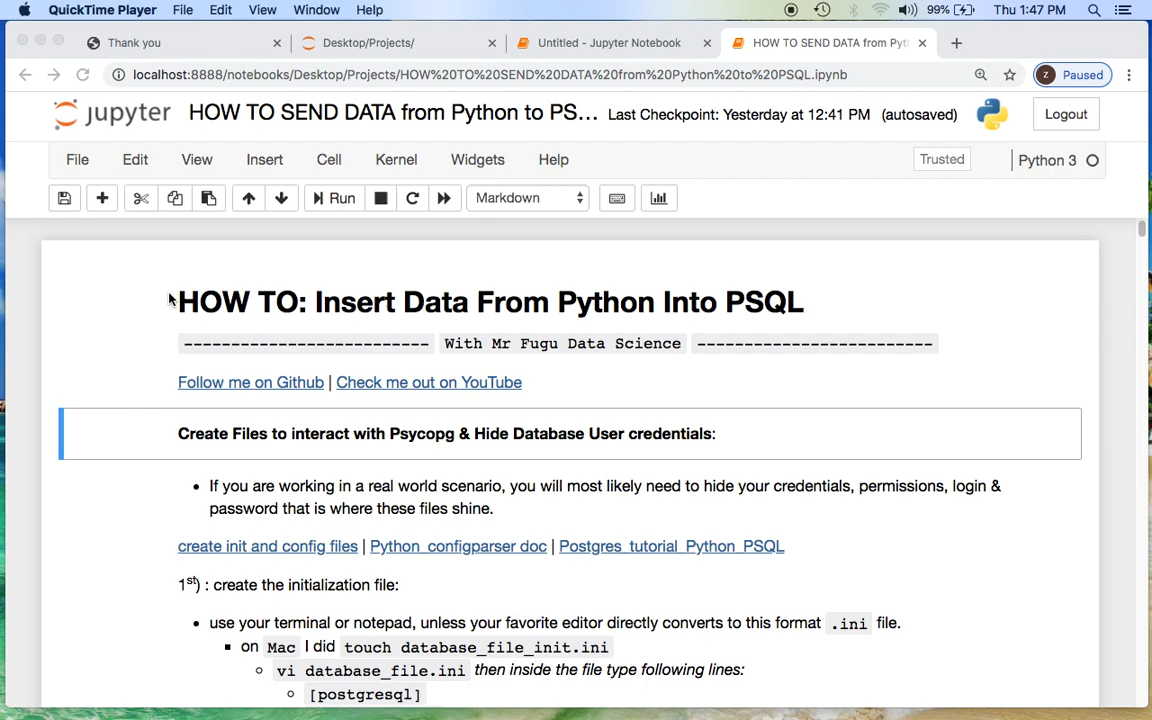 QuickTime Player File Edit View Window Help 99% Thu 1:47 PM
Thank you Desktop/Projects/ Untitled - Jupyter Notebook HOW TO SEND DATA from Pyth
localhost:8888/notebooks/Desktop/Projects/HOW%20TO%20SEND%20DATA%20from%20Python%20to%20PSQL.ipynb Z Paused
jupyter HOW TO SEND DATA from Python to PS... Last Checkpoint: Yesterday at 12:41 PM (autosaved) Logout
File Edit View Insert Cell Kernel Widgets Help Trusted Python 3
Run Markdown
HOW TO: Insert Data From Python Into PSQL
-------------------------- With Mr Fugu Data Science -------------------------
Follow me on Github | Check me out on YouTube
Create Files to interact with Psycopg & Hide Database User credentials:
• If you are working in a real world scenario, you will most likely need to hide your credentials, permissions, login &
password that is where these files shine.
create init and config files | Python_configparser doc | Postgres_tutorial_Python_PSQL
1st) : create the initialization file:
• use your terminal or notepad, unless your favorite editor directly converts to this format .ini file.
▪ on Mac I did touch database_file_init.ini
◦ vi database_file.ini then inside the file type following lines:
◦ [postgresql]